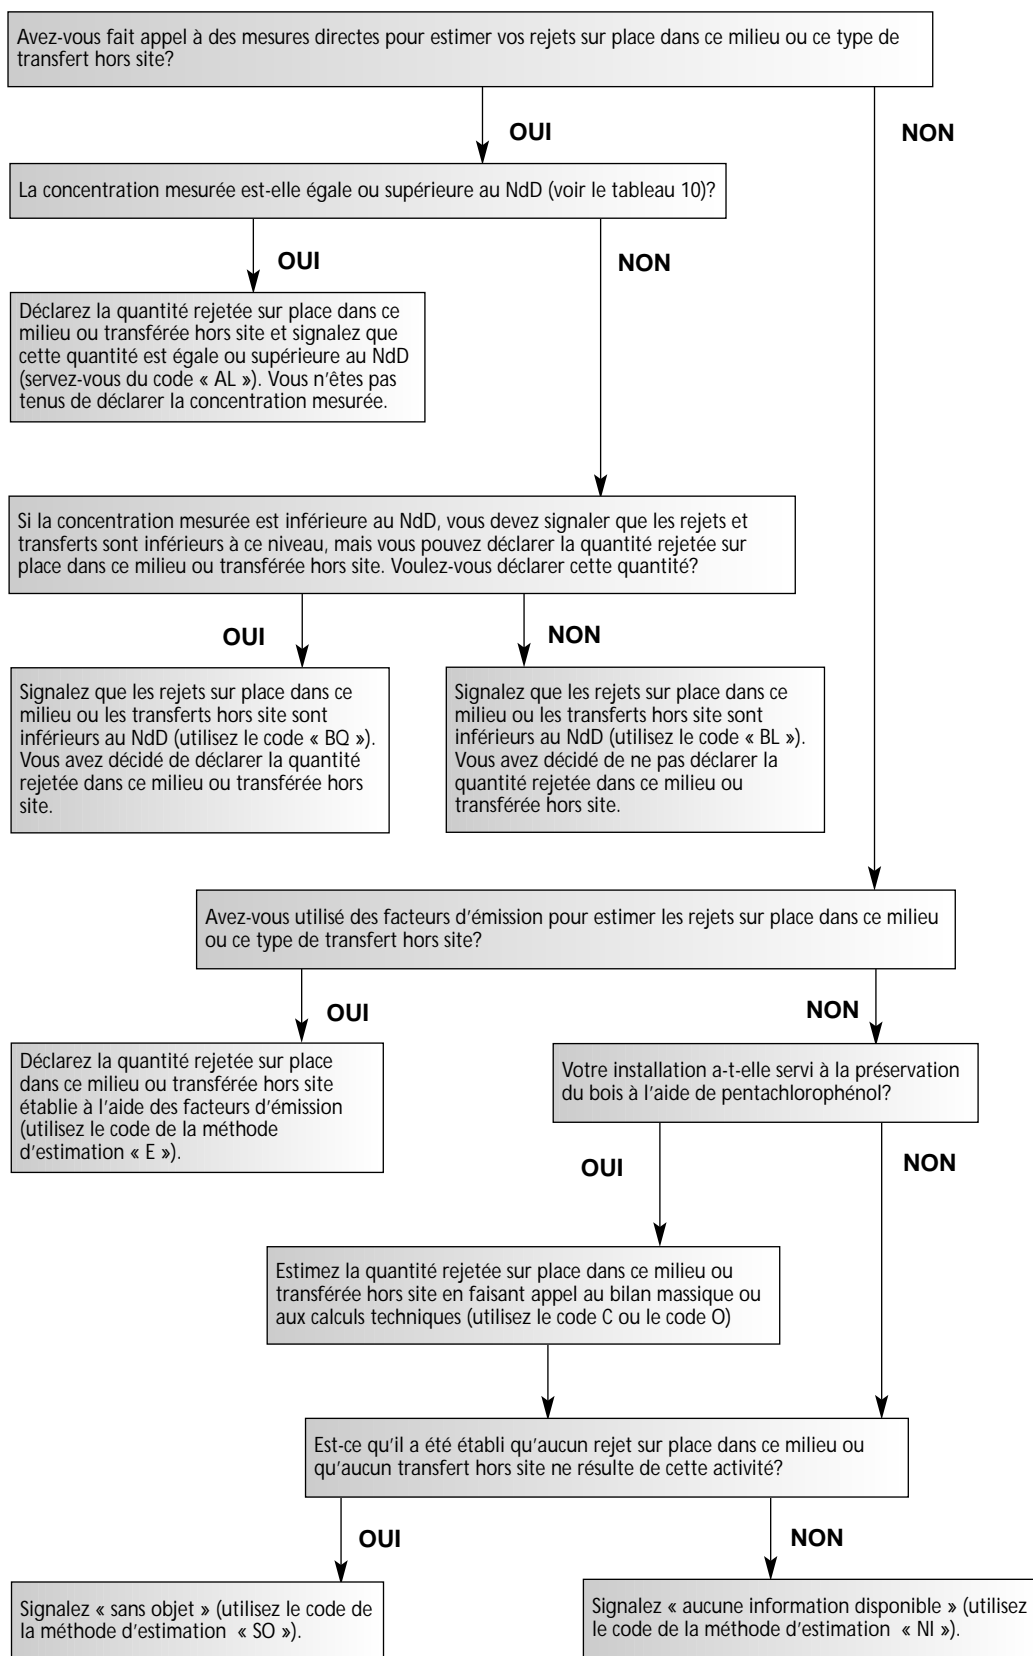 Avez-vous fait appel à des mesures directes pour estimer vos rejets sur place dans ce milieu ou ce type de
transfert hors site?
OUI
NON
La concentration mesurée est-elle égale ou supérieure au NdD (voir le tableau 10)?
OUI
NON
Déclarez la quantité rejetée sur place dans ce
milieu ou transférée hors site et signalez que
cette quantité est égale ou supérieure au NdD
(servez-vous du code « AL »). Vous n'êtes pas
tenus de déclarer la concentration mesurée.
Si la concentration mesurée est inférieure au NdD, vous devez signaler que les rejets et
transferts sont inférieurs à ce niveau, mais vous pouvez déclarer la quantité rejetée sur
place dans ce milieu ou transférée hors site. Voulez-vous déclarer cette quantité?
OUI
NON
Signalez que les rejets sur place dans ce
milieu ou les transferts hors site sont
inférieurs au NdD (utilisez le code « BQ »).
Vous avez décidé de déclarer la quantité
rejetée dans ce milieu ou transférée hors
site.
Signalez que les rejets sur place dans ce
milieu ou les transferts hors site sont
inférieurs au NdD (utilisez le code « BL »).
Vous avez décidé de ne pas déclarer la
quantité rejetée dans ce milieu ou
transférée hors site.
Avez-vous utilisé des facteurs d'émission pour estimer les rejets sur place dans ce milieu
ou ce type de transfert hors site?
OUI
NON
Déclarez la quantité rejetée sur place
dans ce milieu ou transférée hors site
établie à l'aide des facteurs d'émission
(utilisez le code de la méthode
d'estimation « E »).
Votre installation a-t-elle servi à la préservation
du bois à l'aide de pentachlorophénol?
OUI
NON
Estimez la quantité rejetée sur place dans ce milieu ou
transférée hors site en faisant appel au bilan massique ou
aux calculs techniques (utilisez le code C ou le code O)
Est-ce qu'il a été établi qu'aucun rejet sur place dans ce milieu ou
qu'aucun transfert hors site ne résulte de cette activité?
OUI
NON
Signalez « sans objet » (utilisez le code de
la méthode d'estimation « SO »).
Signalez « aucune information disponible » (utilisez
le code de la méthode d'estimation « NI »).